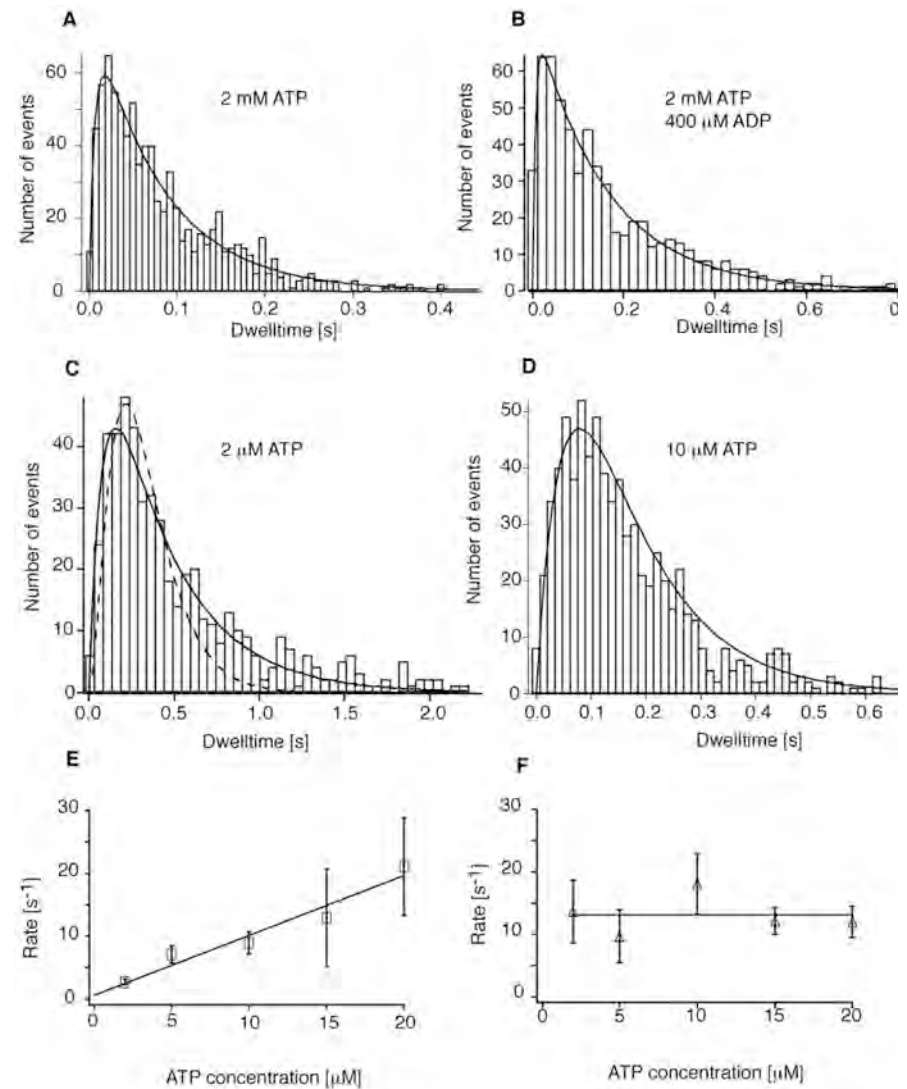 A
60
40
20
0
Number of events
2 mM ATP
0.0 0.1 0.2 0.3 0.4
Dwelltime [s]
B
60
50
40
30
20
10
0
Number of events
2 mM ATP
400 μM ADP
0.0 0.2 0.4 0.6 0.8
Dwelltime [s]
C
40
30
20
10
0
Number of events
2 μM ATP
0.0 0.5 1.0 1.5 2.0
Dwelltime [s]
D
50
40
30
20
10
0
Number of events
10 μM ATP
0.0 0.1 0.2 0.3 0.4 0.5 0.6
Dwelltime [s]
E
30
20
10
0
Rate [s⁻¹]
0 5 10 15 20
ATP concentration [μM]
F
30
20
10
0
Rate [s⁻¹]
0 5 10 15 20
ATP concentration [μM]